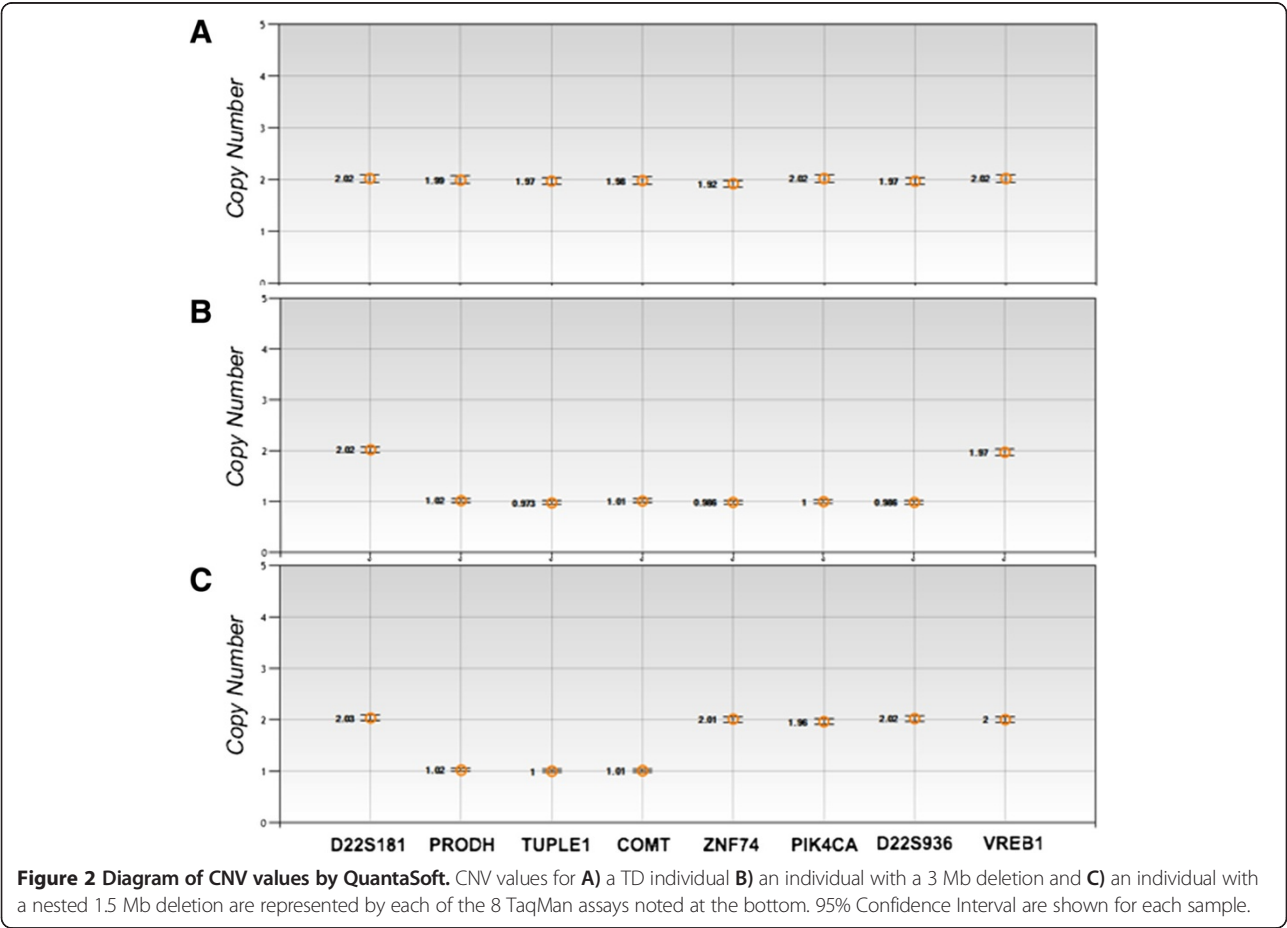 A
Copy Number
5
4
3
2
1
0
2.02 1.99 1.97 1.98 1.92 2.02 1.97 2.02
B
Copy Number
5
4
3
2
1
0
2.02 1.02 0.973 1.01 0.986 1 0.986 1.97
C
Copy Number
5
4
3
2
1
0
2.03 1.02 1 1.01 2.01 1.96 2.02 2
D22S181 PRODH TUPLE1 COMT ZNF74 PIK4CA D22S936 VREB1
Figure 2 Diagram of CNV values by QuantaSoft. CNV values for A) a TD individual B) an individual with a 3 Mb deletion and C) an individual with
a nested 1.5 Mb deletion are represented by each of the 8 TaqMan assays noted at the bottom. 95% Confidence Interval are shown for each sample.